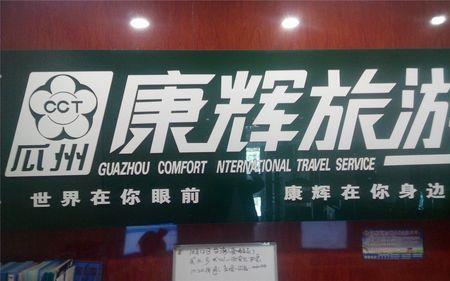 CCT
瓜州
康辉旅游
GUAZHOU COMFORT NTERNATIONAL TRAVEL SERVICE
世界在你眼前 康辉在你身边